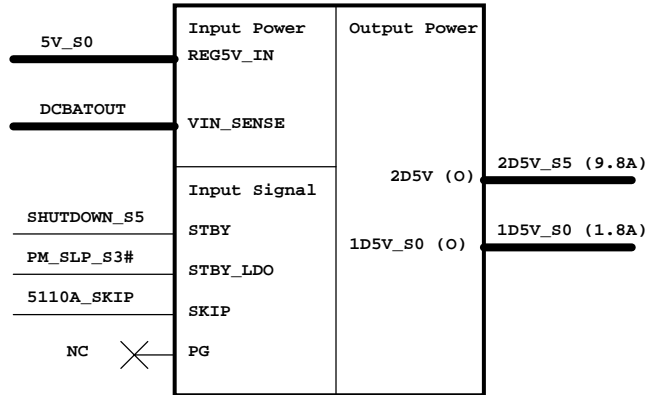 Input Power
Output Power
5V_S0
REG5V_IN
DCBATOUT
VIN_SENSE
2D5V (O)
2D5V_S5 (9.8A)
Input Signal
SHUTDOWN_S5
STBY
1D5V_S0 (O)
1D5V_S0 (1.8A)
PM_SLP_S3#
STBY_LDO
5110A_SKIP
SKIP
NC
PG